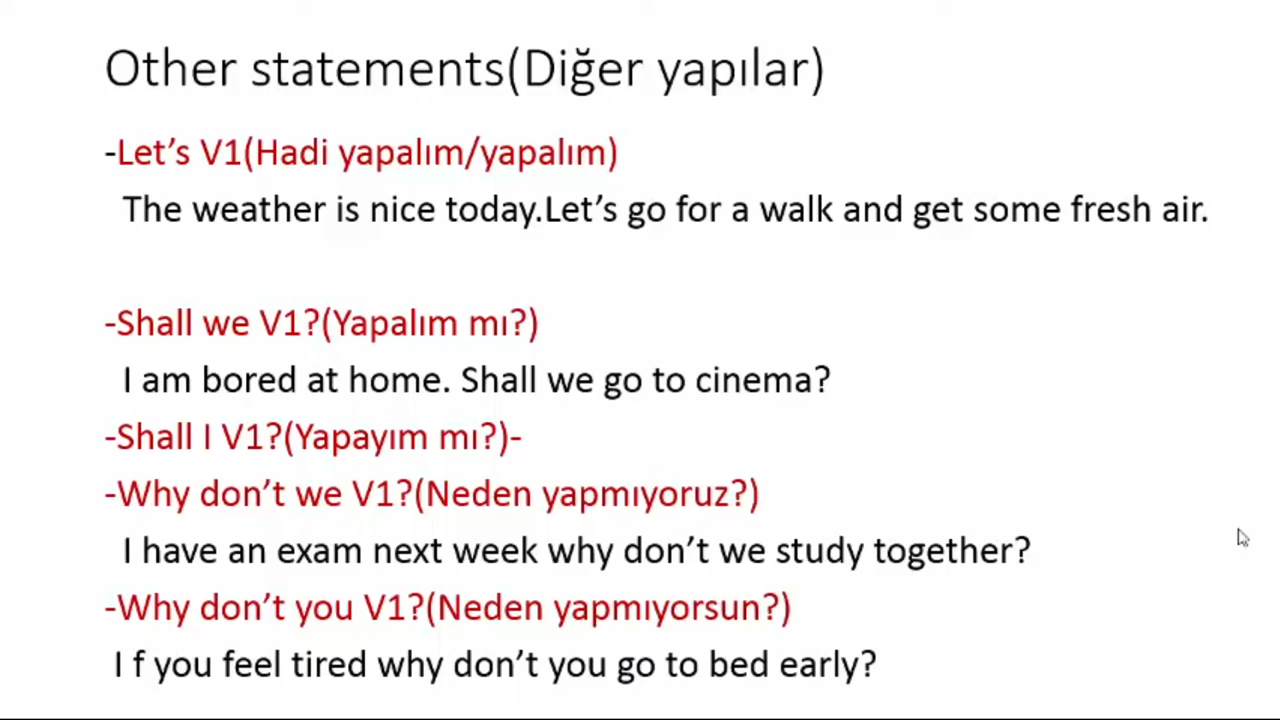 Other statements(Diğer yapılar)
-Let's V1(Hadi yapalım/yapalım)
The weather is nice today.Let's go for a walk and get some fresh air.
-Shall we V1?(Yapalım mı?)
I am bored at home. Shall we go to cinema?
-Shall I V1?(Yapayım mı?)-
-Why don't we V1?(Neden yapmıyoruz?)
I have an exam next week why don't we study together?
-Why don't you V1?(Neden yapmıyorsun?)
I f you feel tired why don't you go to bed early?